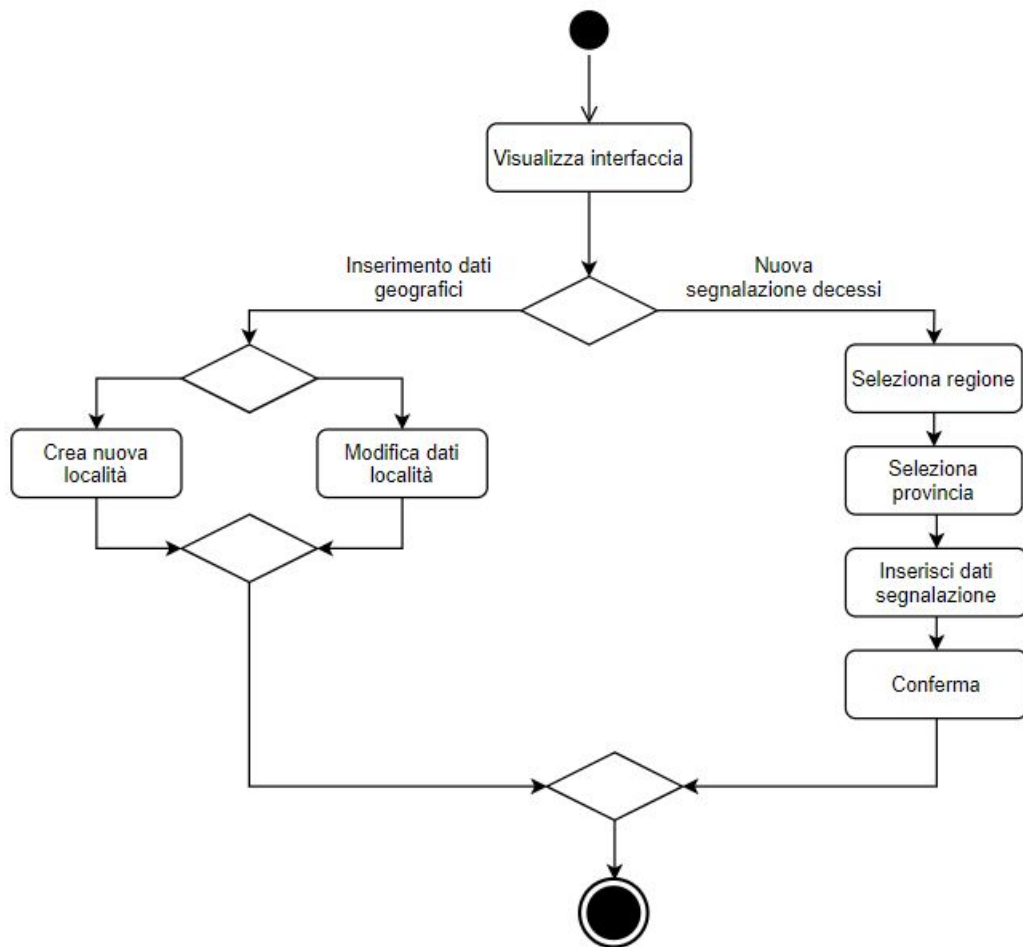 Visualizza interfaccia
Inserimento dati
geografici
Nuova
segnalazione decessi
Crea nuova
località
Modifica dati
località
Seleziona regione
Seleziona
provincia
Inserisci dati
segnalazione
Conferma